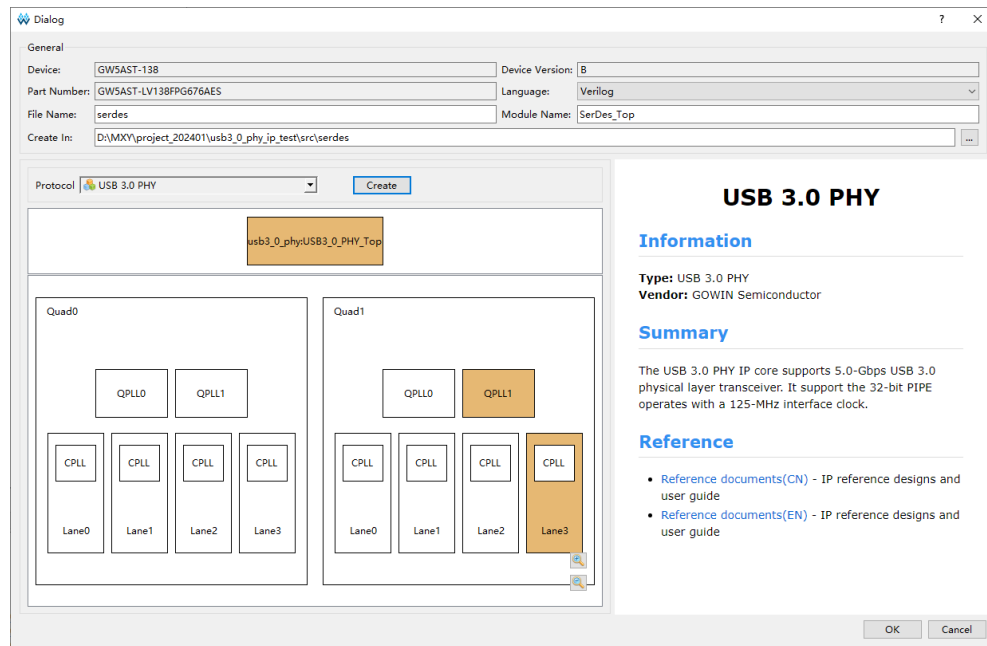 Dialog
?
General
Device: GW5AST-138 Device Version: B
Part Number: GW5AST-LV138FPG676AES Language: Verilog
File Name: serdes Module Name: SerDes_Top
Create In: D:\MXY\project_202401\usb3_0_phy_ip_test\src\serdes ...
Protocol USB 3.0 PHY Create
usb3_0_phy:USB3_0_PHY_Top
Quad0
QPLL0 QPLL1
CPLL CPLL CPLL CPLL
Lane0 Lane1 Lane2 Lane3
Quad1
QPLL0 QPLL1
CPLL CPLL CPLL CPLL
Lane0 Lane1 Lane2 Lane3
USB 3.0 PHY
Information
Type: USB 3.0 PHY
Vendor: GOWIN Semiconductor
Summary
The USB 3.0 PHY IP core supports 5.0-Gbps USB 3.0
physical layer transceiver. It support the 32-bit PIPE
operates with a 125-MHz interface clock.
Reference
Reference documents(CN) - IP reference designs and
user guide
Reference documents(EN) - IP reference designs and
user guide
OK Cancel